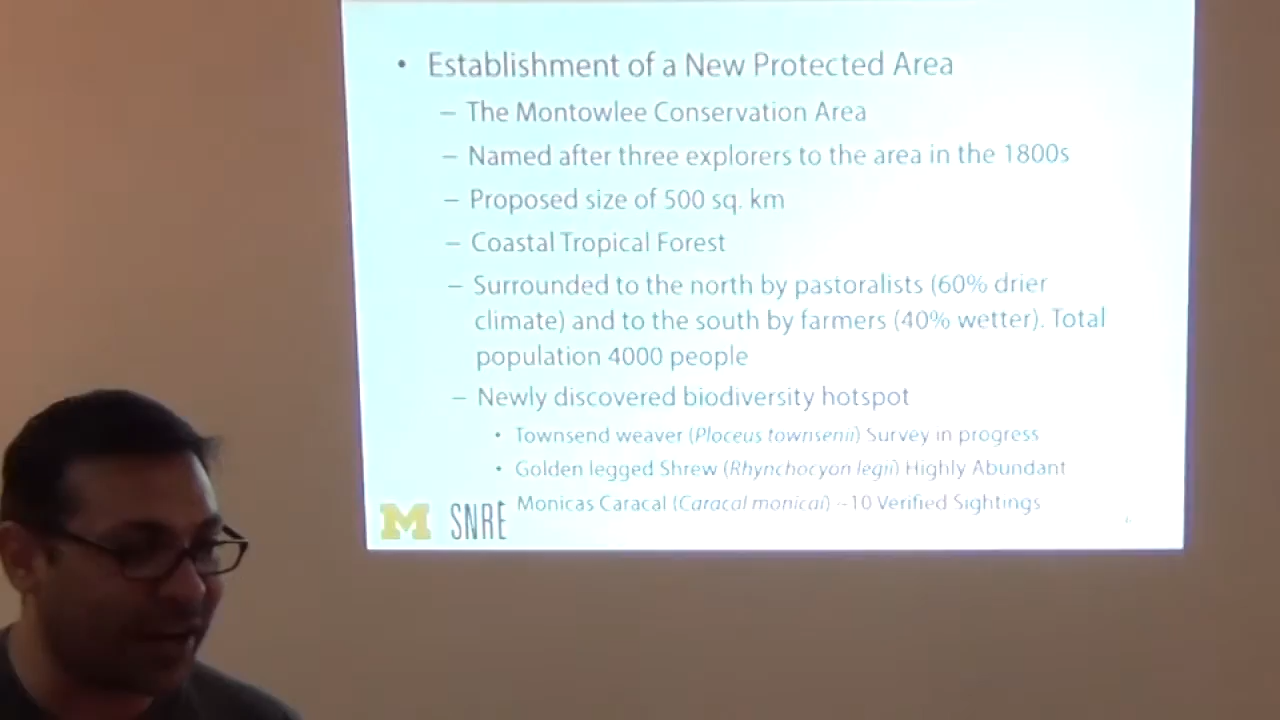 • Establishment of a New Protected Area
– The Montowlee Conservation Area
– Named after three explorers to the area in the 1800s
– Proposed size of 500 sq. km
– Coastal Tropical Forest
– Surrounded to the north by pastoralists (60% drier
climate) and to the south by farmers (40% wetter). Total
population 4000 people
– Newly discovered biodiversity hotspot
• Townsend weaver (Ploceus townsenii) Survey in progress
• Golden legged Shrew (Rhynchocyon legii) Highly Abundant
Monicas Caracal (Caracal monicai) ~10 Verified Sightings
M SNRE